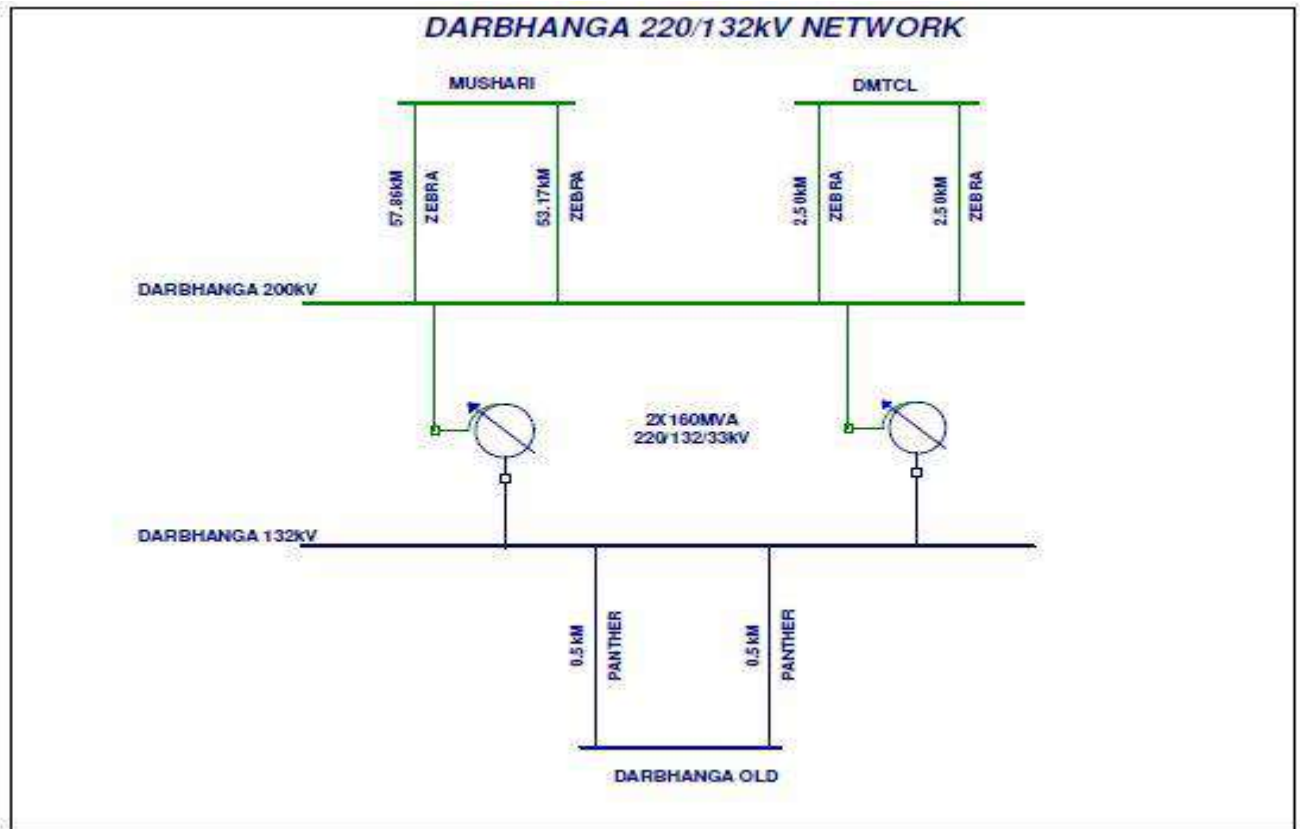 DARBHANGA 220/132kV NETWORK
MUSHARI
DMTCL
57.86kM
ZEBRA
53.17kM
ZEBRA
2.50kM
ZEBRA
2.50kM
ZEBRA
DARBHANGA 200kV
2X160MVA
220/132/33kV
DARBHANGA 132kV
0.5kM
PANTHER
0.5kM
PANTHER
DARBHANGA OLD